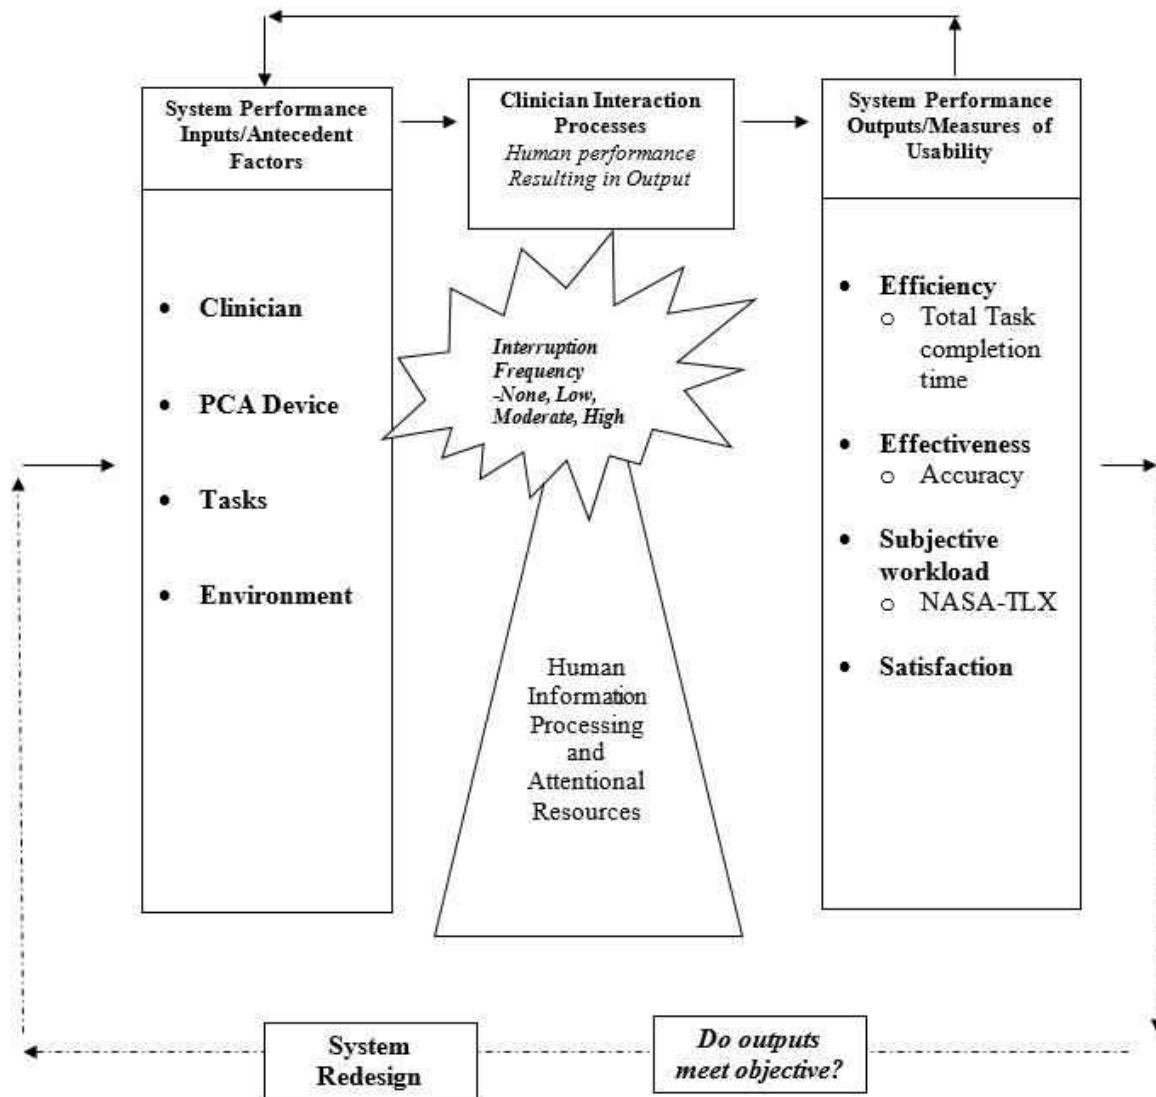 System Performance
Inputs/Antecedent
Factors
• Clinician
• PCA Device
• Tasks
• Environment
Clinician Interaction
Processes
Human performance
Resulting in Output
Interruption
Frequency
-None, Low,
Moderate, High
Human
Information
Processing
and
Attentional
Resources
System Performance
Outputs/Measures of
Usability
• Efficiency
o Total Task
completion
time
• Effectiveness
o Accuracy
• Subjective
workload
o NASA-TLX
• Satisfaction
System
Redesign
Do outputs
meet objective?